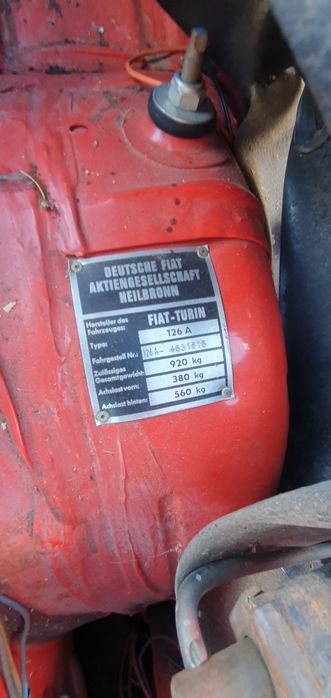 DEUTSCHE FIAT
AKTIENGESELLSCHAFT
HEILBRONN
Hersteller des Fahrzeuges: FIAT-TURIN
Type: 126 A
Fahrgestell Nr.: 126 A-
Zulässiges Gesamtgewicht: 920 kg
Achslast vorn: 380 kg
Achslast hinten: 560 kg